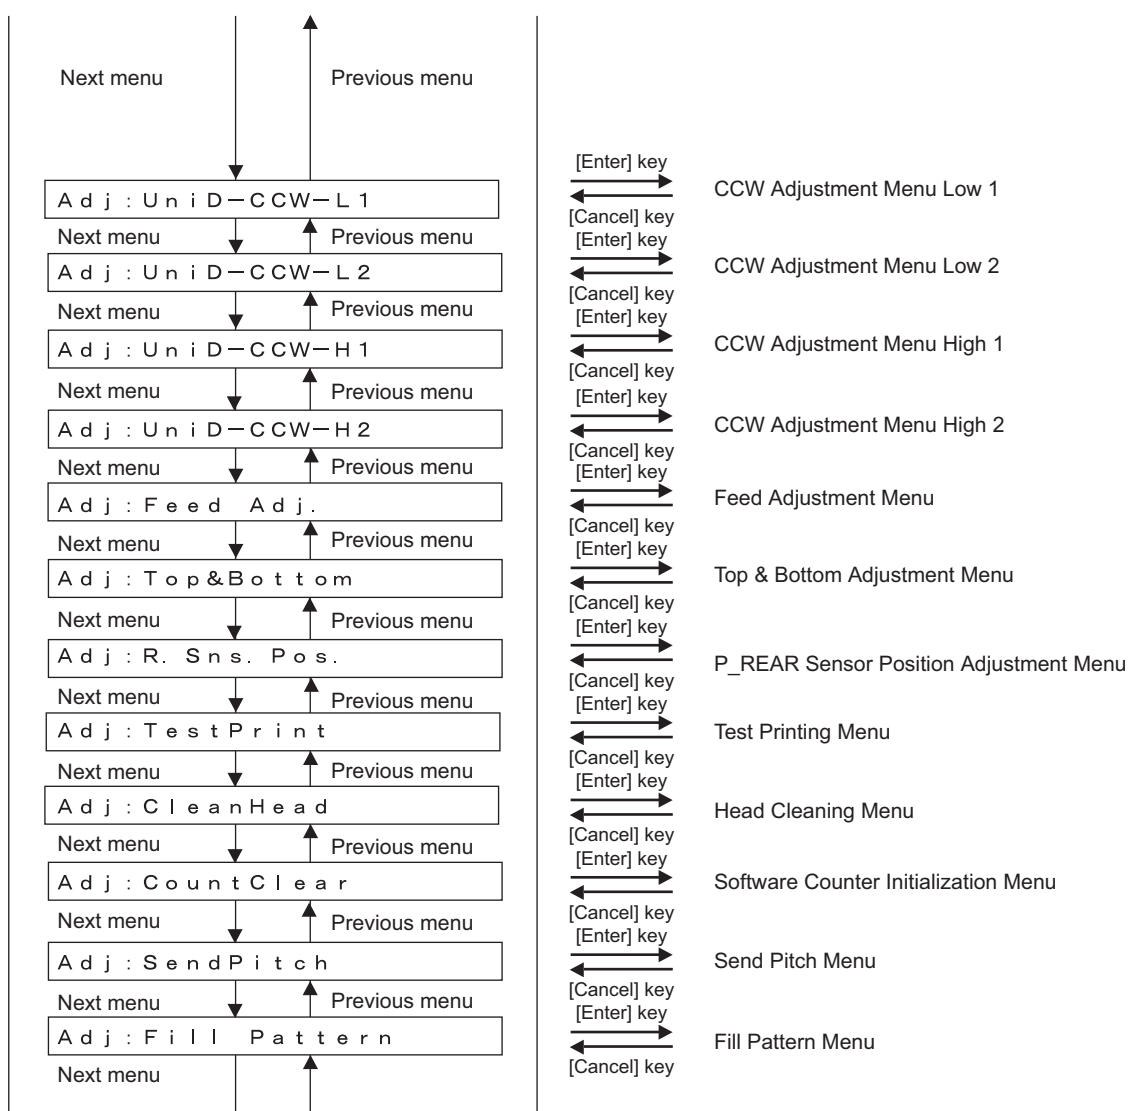 Next menu
Previous menu
[Enter] key
Adj:UniD-CCW-L1
CCW Adjustment Menu Low 1
[Cancel] key
Next menu
Previous menu
[Enter] key
Adj:UniD-CCW-L2
CCW Adjustment Menu Low 2
[Cancel] key
Next menu
Previous menu
[Enter] key
Adj:UniD-CCW-H1
CCW Adjustment Menu High 1
[Cancel] key
Next menu
Previous menu
[Enter] key
Adj:UniD-CCW-H2
CCW Adjustment Menu High 2
[Cancel] key
Next menu
Previous menu
[Enter] key
Adj:Feed Adj.
Feed Adjustment Menu
[Cancel] key
Next menu
Previous menu
[Enter] key
Adj:Top&Bottom
Top & Bottom Adjustment Menu
[Cancel] key
Next menu
Previous menu
[Enter] key
Adj:R. Sns. Pos.
P_REAR Sensor Position Adjustment Menu
[Cancel] key
Next menu
Previous menu
[Enter] key
Adj:TestPrint
Test Printing Menu
[Cancel] key
Next menu
Previous menu
[Enter] key
Adj:CleanHead
Head Cleaning Menu
[Cancel] key
Next menu
Previous menu
[Enter] key
Adj:CountClear
Software Counter Initialization Menu
[Cancel] key
Next menu
Previous menu
[Enter] key
Adj:SendPitch
Send Pitch Menu
[Cancel] key
Next menu
Previous menu
[Enter] key
Adj:Fill Pattern
Fill Pattern Menu
[Cancel] key
Next menu